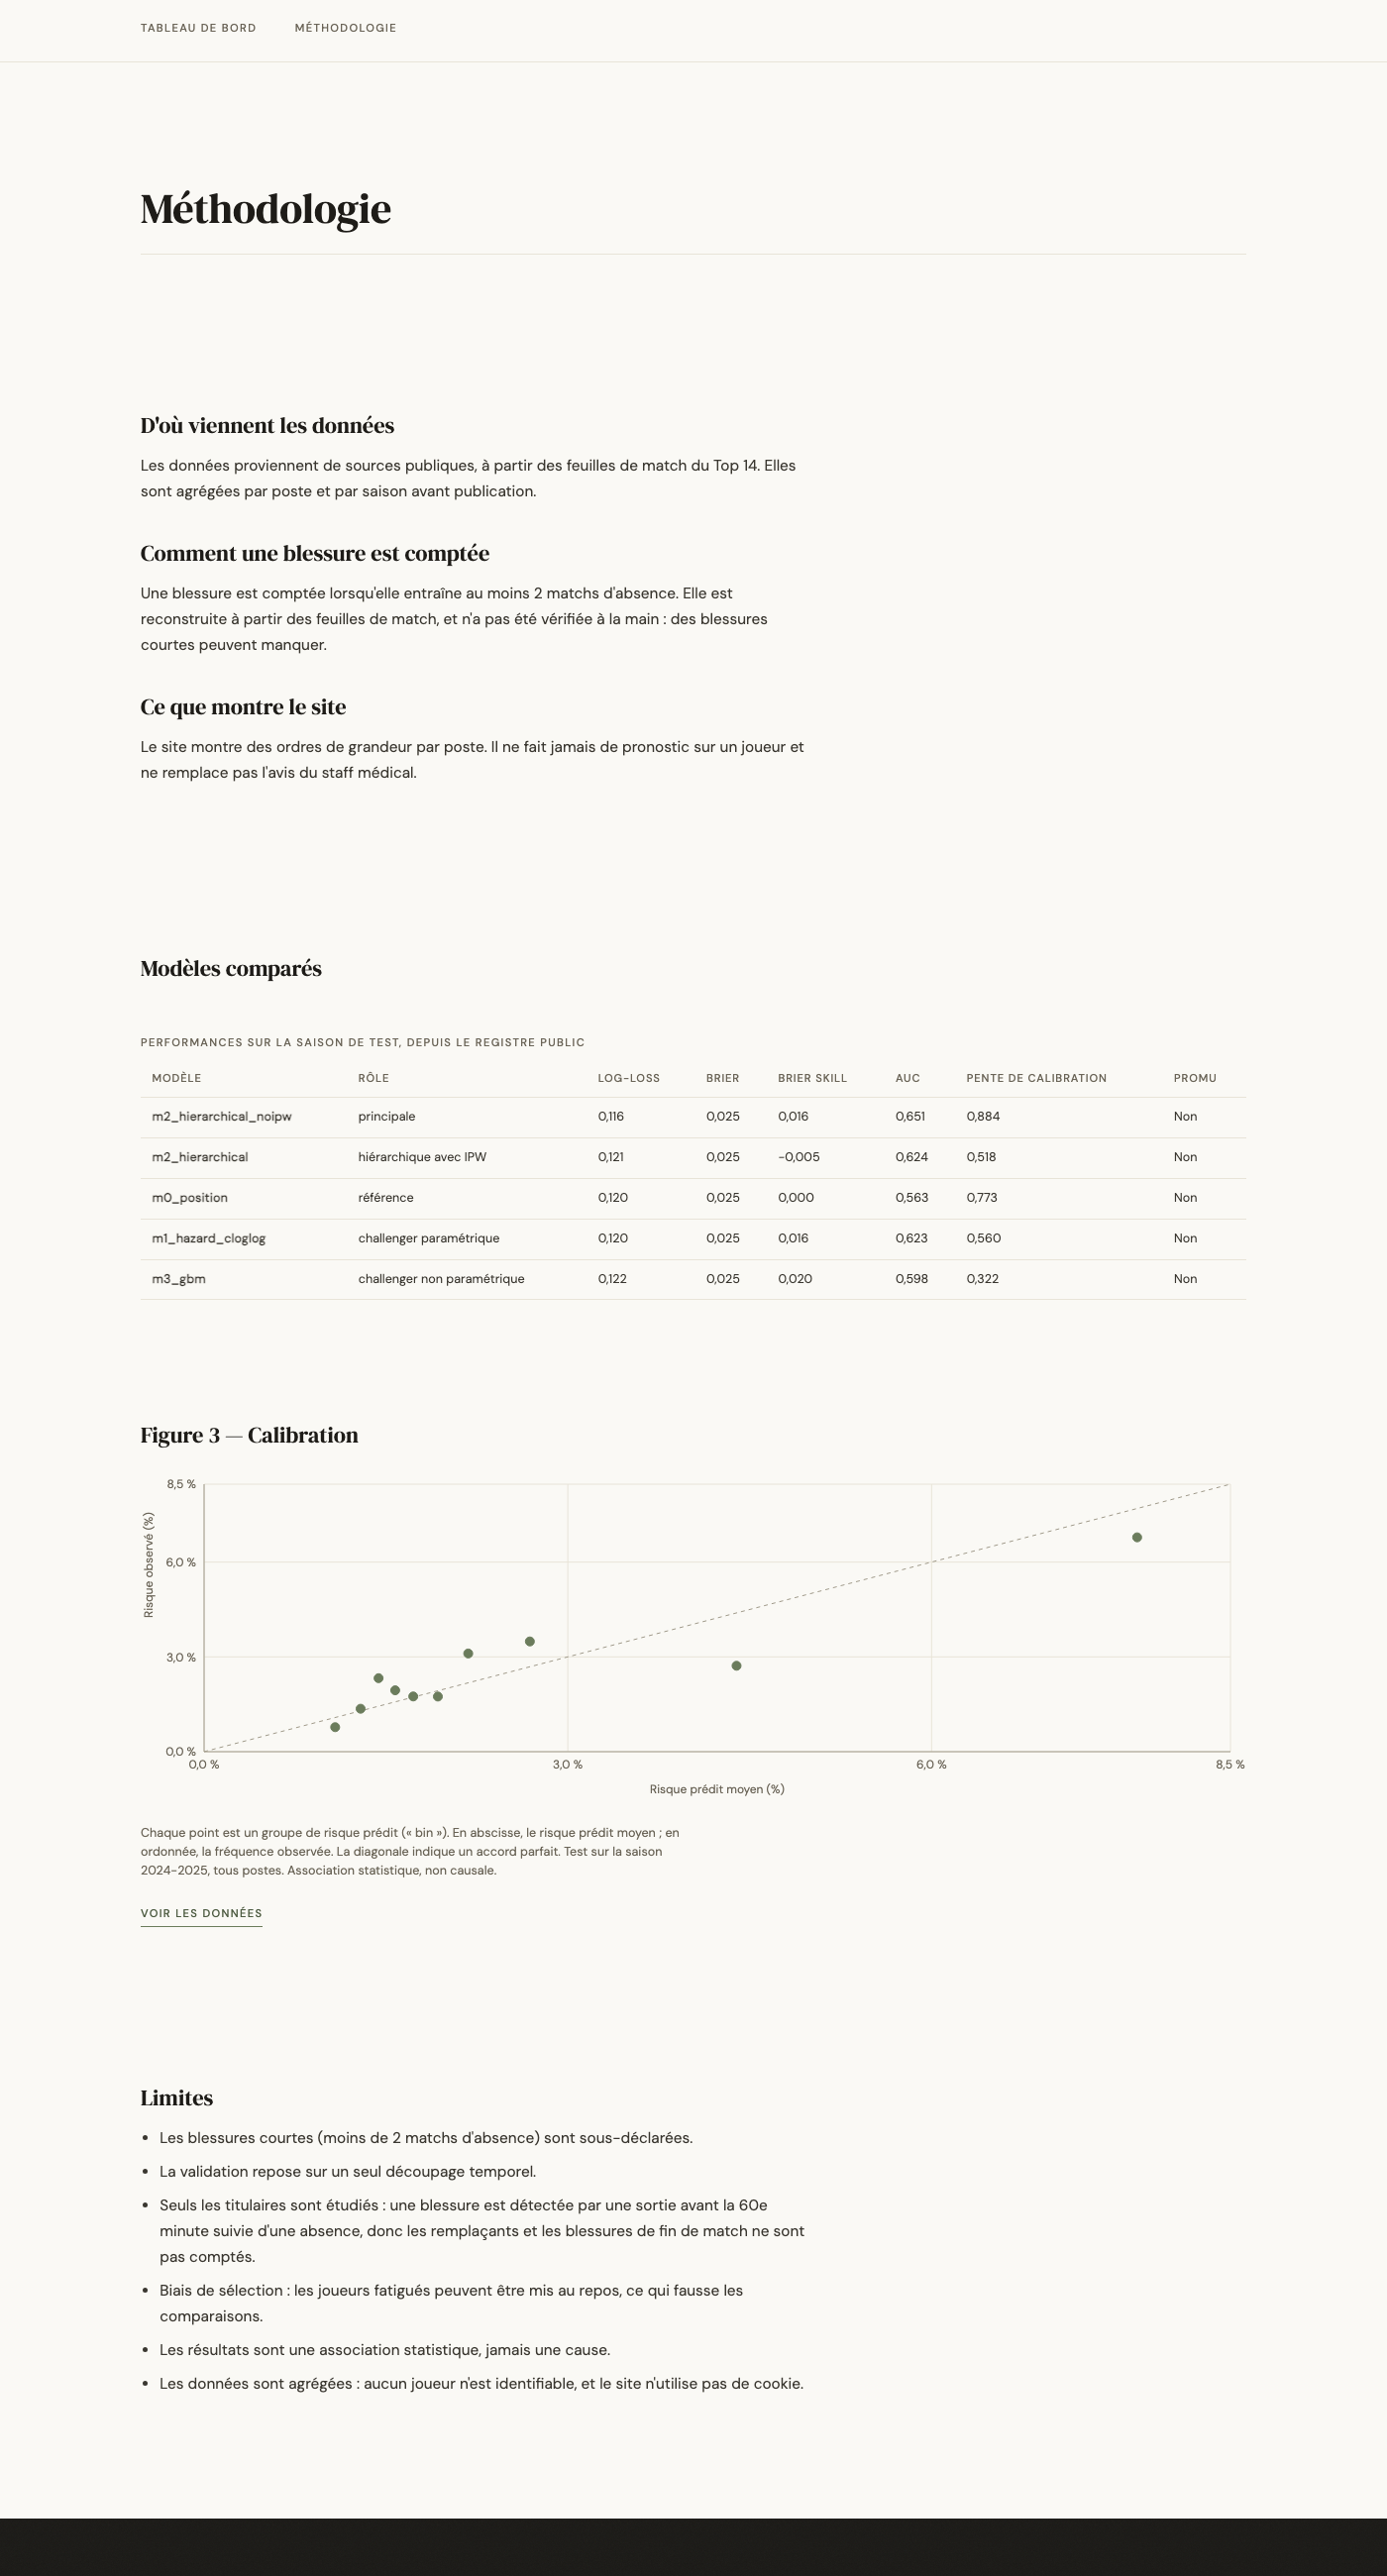 TABLEAU DE BORD MÉTHODOLOGIE
Méthodologie
D'où viennent les données
Les données proviennent de sources publiques, à partir des feuilles de match du Top 14. Elles
sont agrégées par poste et par saison avant publication.
Comment une blessure est comptée
Une blessure est comptée lorsqu'elle entraîne au moins 2 matchs d'absence. Elle est
reconstruite à partir des feuilles de match, et n'a pas été vérifiée à la main : des blessures
courtes peuvent manquer.
Ce que montre le site
Le site montre des ordres de grandeur par poste. Il ne fait jamais de pronostic sur un joueur et
ne remplace pas l'avis du staff médical.
Modèles comparés
PERFORMANCES SUR LA SAISON DE TEST, DEPUIS LE REGISTRE PUBLIC
MODÈLE RÔLE LOG-LOSS BRIER BRIER SKILL AUC PENTE DE CALIBRATION PROMU
m2_hierarchical_noipw principale 0,116 0,025 0,016 0,651 0,884 Non
m2_hierarchical hiérarchique avec IPW 0,121 0,025 -0,005 0,624 0,518 Non
m0_position référence 0,120 0,025 0,000 0,563 0,773 Non
m1_hazard_cloglog challenger paramétrique 0,120 0,025 0,016 0,623 0,560 Non
m3_gbm challenger non paramétrique 0,122 0,025 0,020 0,598 0,322 Non
Figure 3 — Calibration
8,5 %
Risque observé (%)
6,0 %
3,0 %
0,0 %
0,0 % 3,0 % 6,0 % 8,5 %
Risque prédit moyen (%)
Chaque point est un groupe de risque prédit (« bin »). En abscisse, le risque prédit moyen ; en
ordonnée, la fréquence observée. La diagonale indique un accord parfait. Test sur la saison
2024-2025, tous postes. Association statistique, non causale.
VOIR LES DONNÉES
Limites
• Les blessures courtes (moins de 2 matchs d'absence) sont sous-déclarées.
• La validation repose sur un seul découpage temporel.
• Seuls les titulaires sont étudiés : une blessure est détectée par une sortie avant la 60e
minute suivie d'une absence, donc les remplaçants et les blessures de fin de match ne sont
pas comptés.
• Biais de sélection : les joueurs fatigués peuvent être mis au repos, ce qui fausse les
comparaisons.
• Les résultats sont une association statistique, jamais une cause.
• Les données sont agrégées : aucun joueur n'est identifiable, et le site n'utilise pas de cookie.